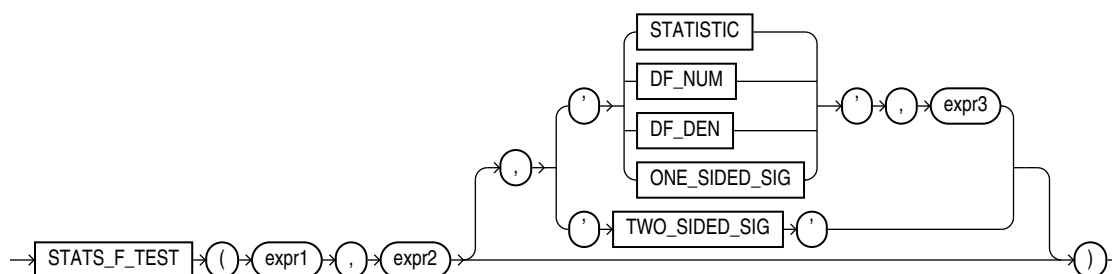 STATISTIC
DF_NUM
' ' , expr3
DF_DEN
,
ONE_SIDED_SIG
' TWO_SIDED_SIG '
STATS_F_TEST ( expr1 , expr2 )